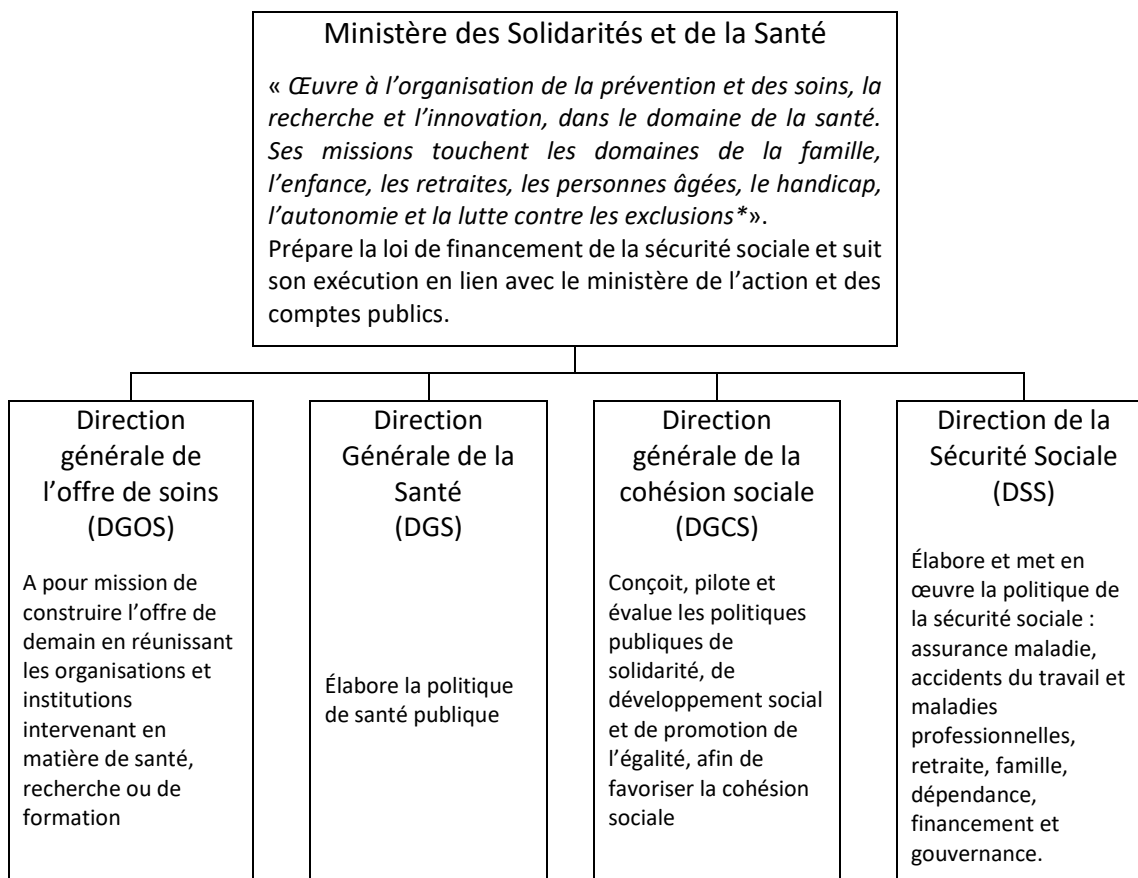 Ministère des Solidarités et de la Santé
« Œuvre à l’organisation de la prévention et des soins, la
recherche et l’innovation, dans le domaine de la santé.
Ses missions touchent les domaines de la famille,
l’enfance, les retraites, les personnes âgées, le handicap,
l’autonomie et la lutte contre les exclusions*».
Prépare la loi de financement de la sécurité sociale et suit
son exécution en lien avec le ministère de l’action et des
comptes publics.
Direction
générale de
l’offre de soins
(DGOS)
A pour mission de
construire l’offre de
demain en réunissant
les organisations et
institutions
intervenant en
matière de santé,
recherche ou de
formation
Direction
Générale de la
Santé
(DGS)
Élabore la politique
de santé publique
Direction
générale de la
cohésion sociale
(DGCS)
Conçoit, pilote et
évalue les politiques
publiques de
solidarité, de
développement social
et de promotion de
l’égalité, afin de
favoriser la cohésion
sociale
Direction de la
Sécurité Sociale
(DSS)
Élabore et met en
œuvre la politique de
la sécurité sociale :
assurance maladie,
accidents du travail et
maladies
professionnelles,
retraite, famille,
dépendance,
financement et
gouvernance.